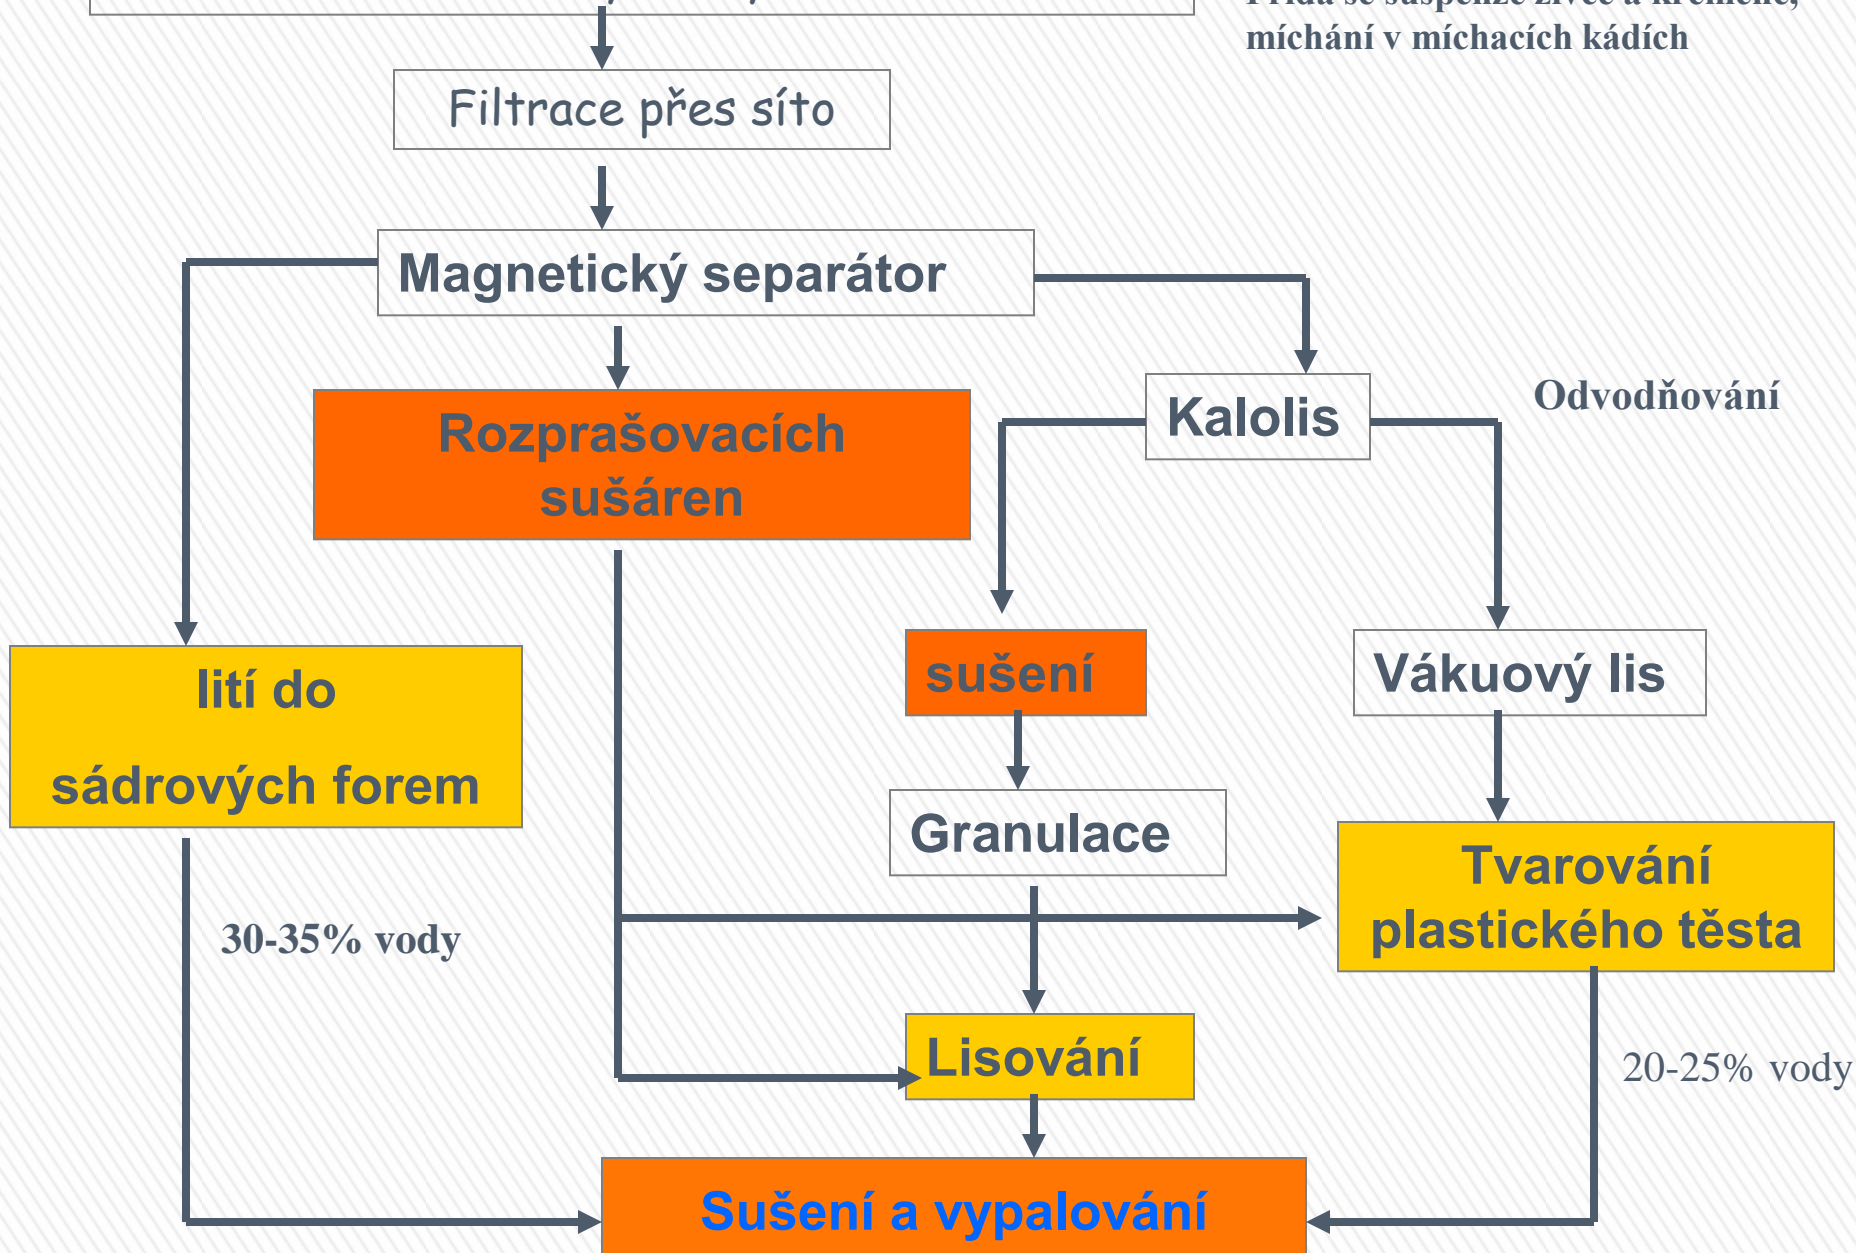 míchání v míchacích kádích
Filtrace přes síto
Magnetický separátor
Kalolis
Odvodňování
Rozprašovacích
sušáren
sušení
Vákuový lis
lití do
sádrových forem
Granulace
Tvarování
plastického těsta
30-35% vody
Lisování
20-25% vody
Sušení a vypalování